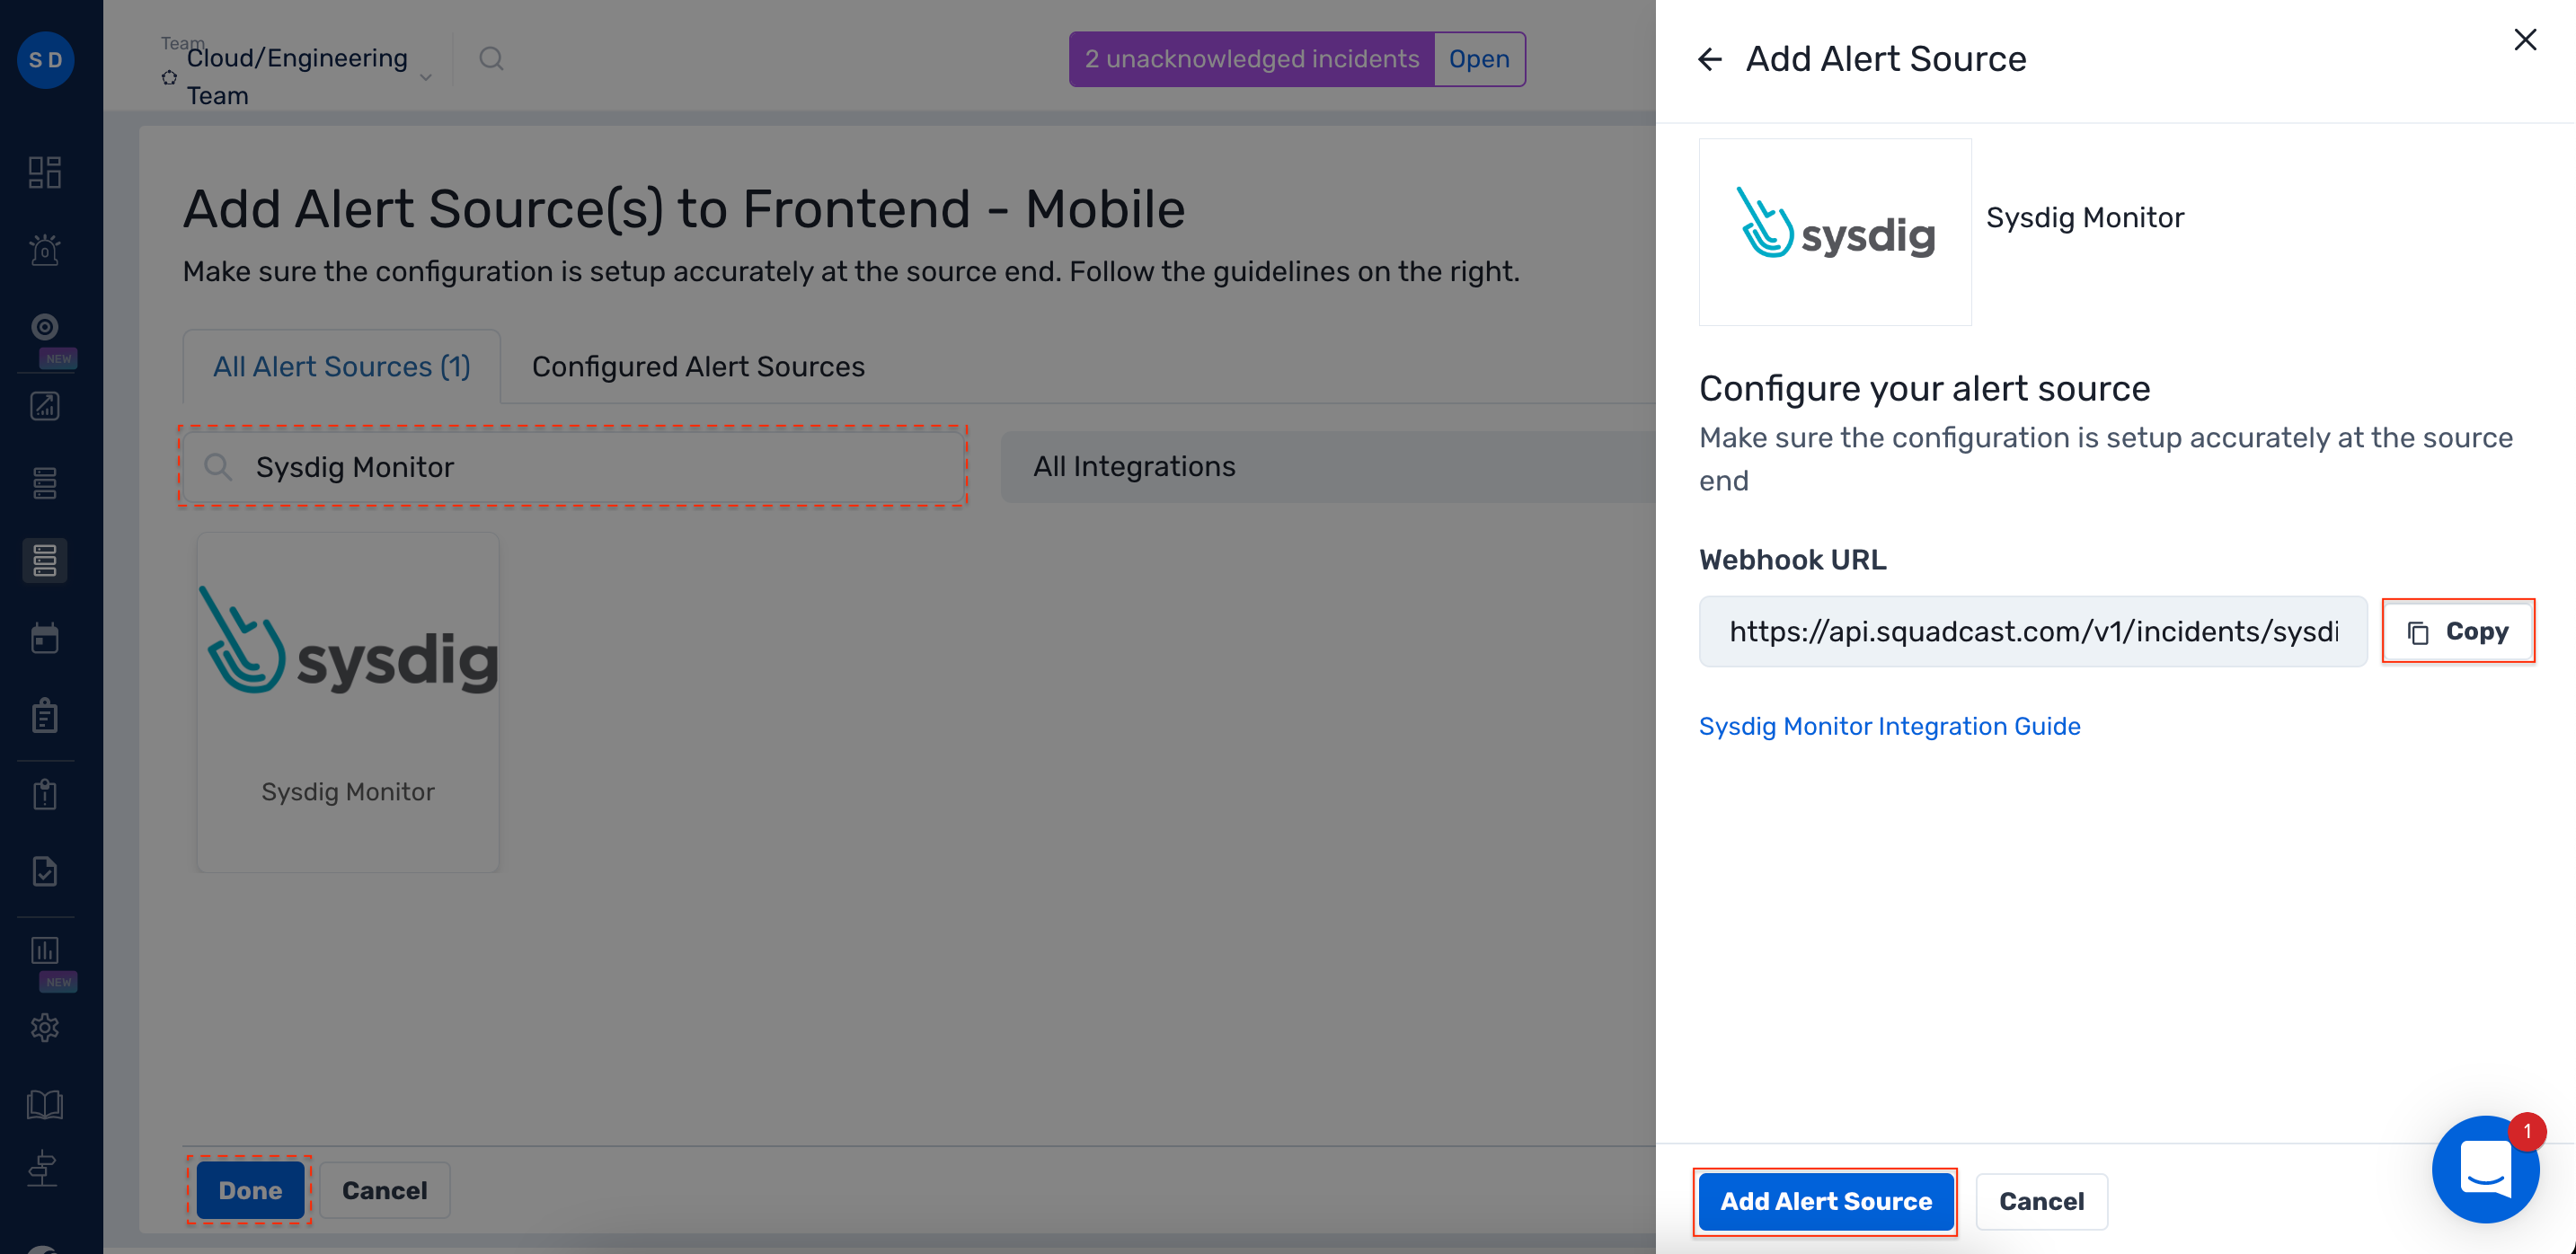 S D
Team
Cloud/Engineering
Team
2 unacknowledged incidents
Open
Add Alert Source(s) to Frontend - Mobile
Make sure the configuration is setup accurately at the source end. Follow the guidelines on the right.
All Alert Sources (1)
Configured Alert Sources
Sysdig Monitor
All Integrations
sysdig
Sysdig Monitor
NEW
NEW
Done
Cancel
Add Alert Source
sysdig
Sysdig Monitor
Configure your alert source
Make sure the configuration is setup accurately at the source
end
Webhook URL
https://api.squadcast.com/v1/incidents/sysdi
Copy
Sysdig Monitor Integration Guide
1
Add Alert Source
Cancel